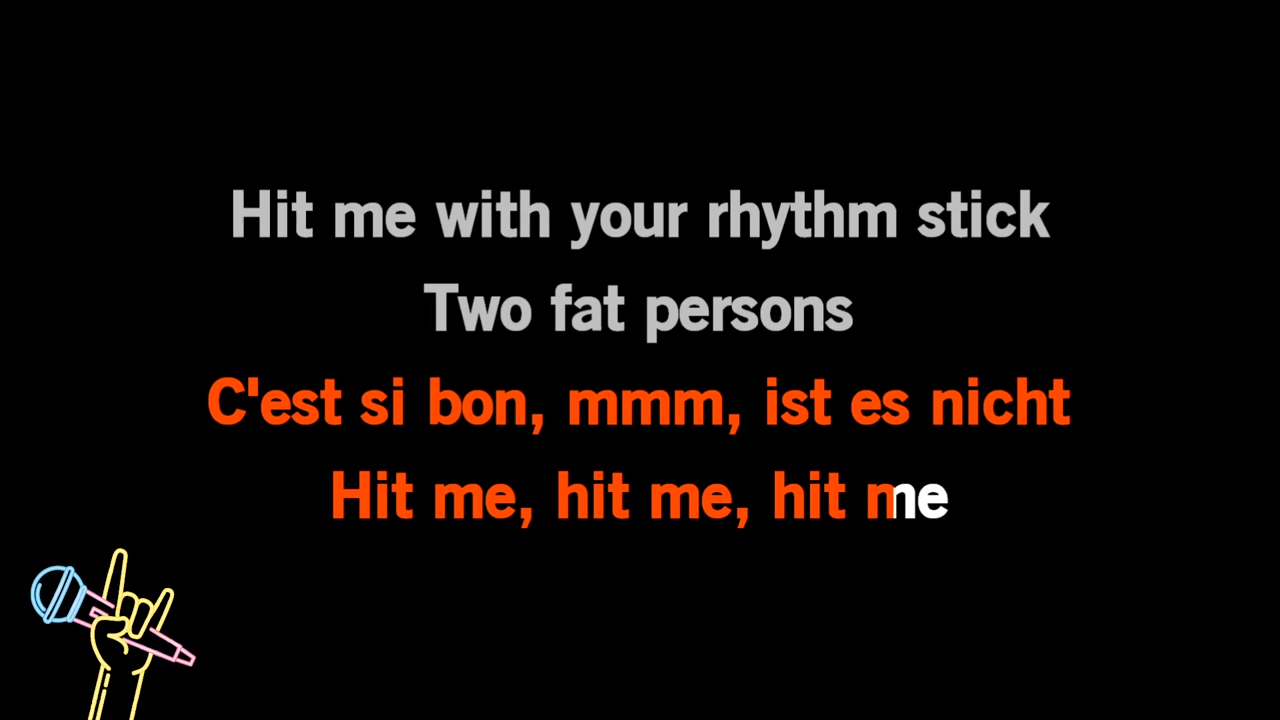 Hit me with your rhythm stick
Two fat persons
C'est si bon, mmm, ist es nicht
Hit me, hit me, hit me